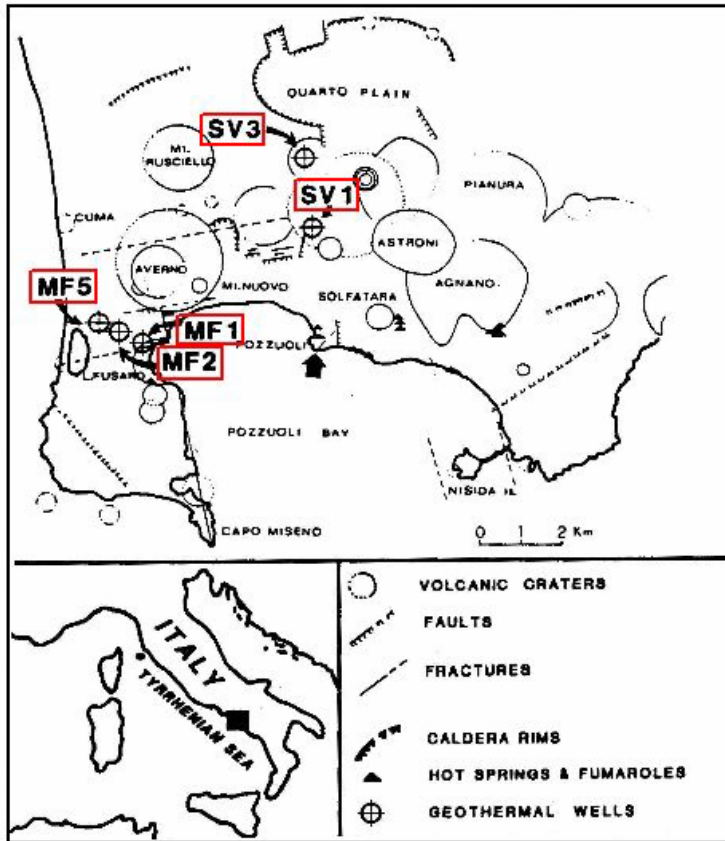 QUARTO PLAIN
SV3
MT.
RUSCIELLO
SV1
PIANURA
CUMA
ASTRONI
AVERNO
AGNANO
MF5
MT.NUOVO
SOLFATARA
MF1
POZZUOLI
MF2
L.FUSARO
POZZUOLI BAY
NISIDA IL
CAPO MISENO
0 1 2 Km
VOLCANIC CRATERS
FAULTS
FRACTURES
CALDERA RIMS
HOT SPRINGS & FUMAROLES
GEOTHERMAL WELLS
ITALY
TYRRHENIAN SEA